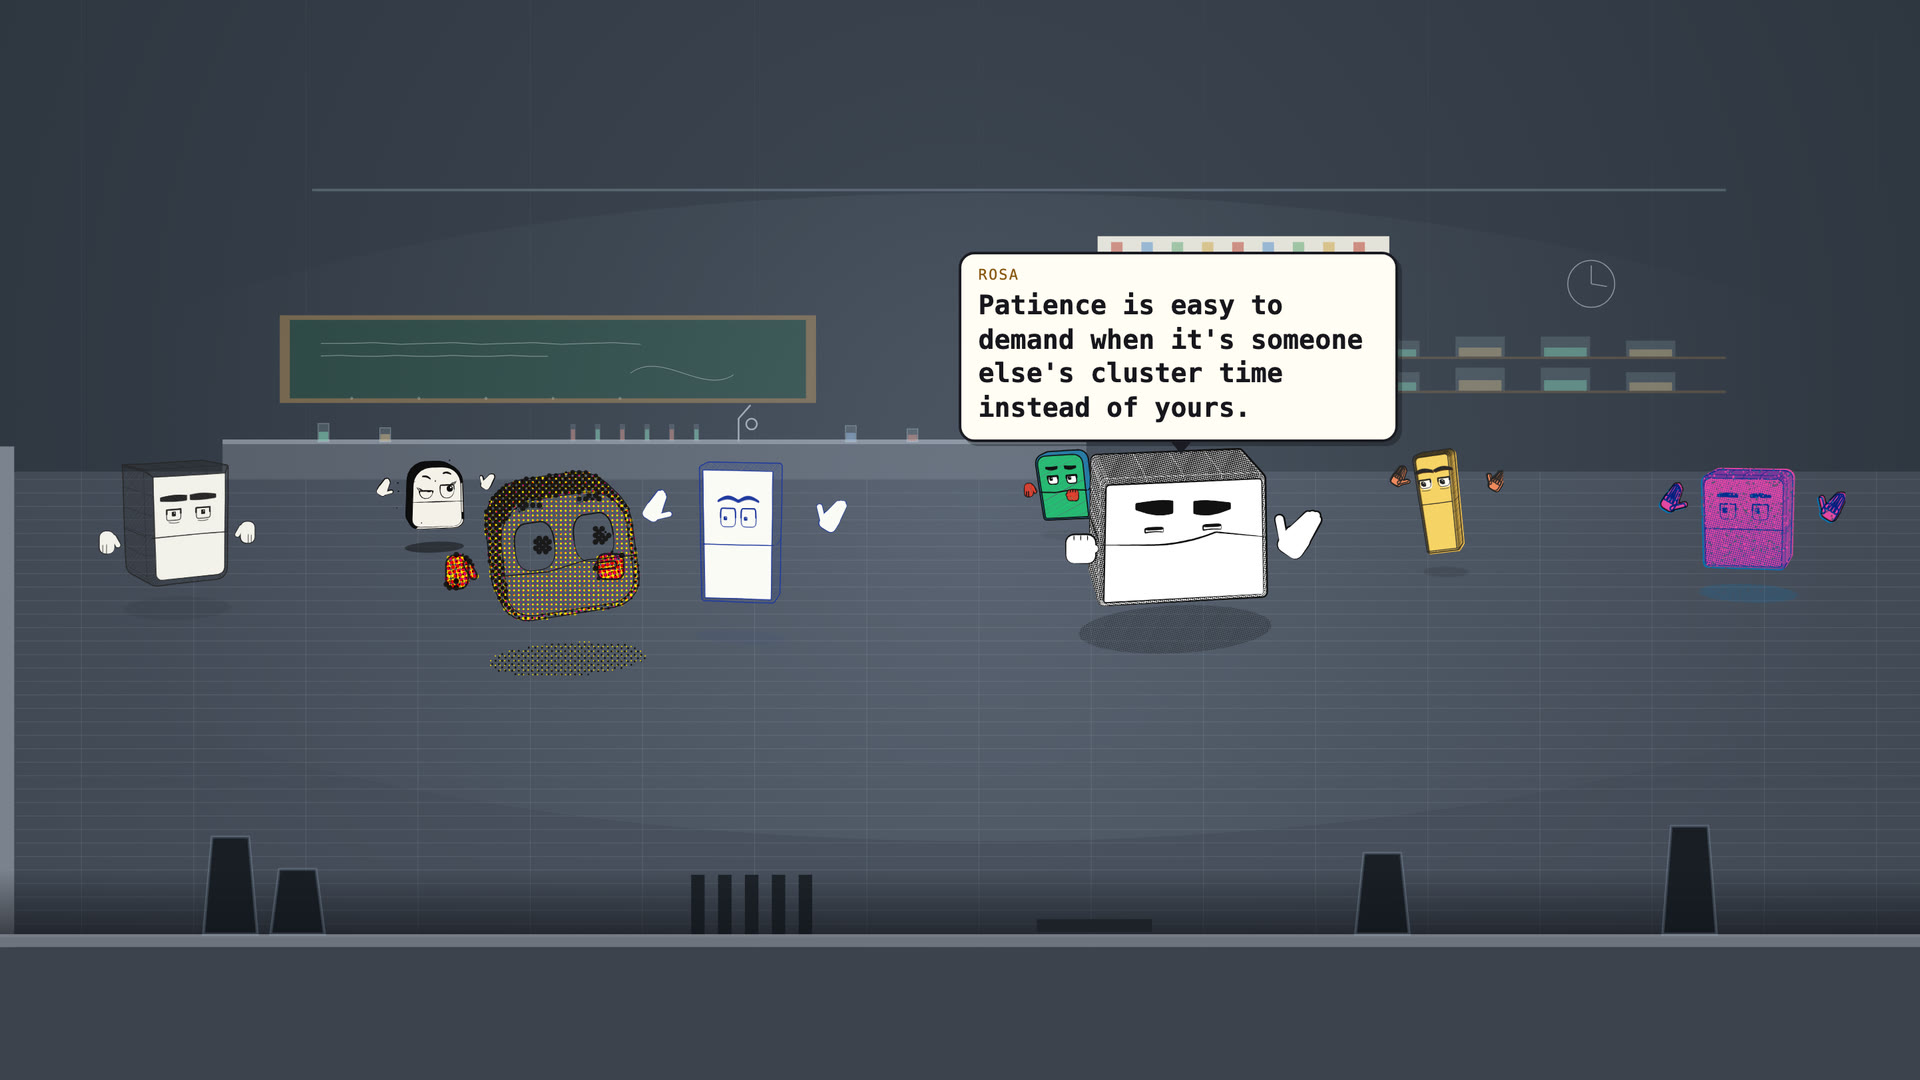 ROSA
Patience is easy to
demand when it's someone
else's cluster time
instead of yours.